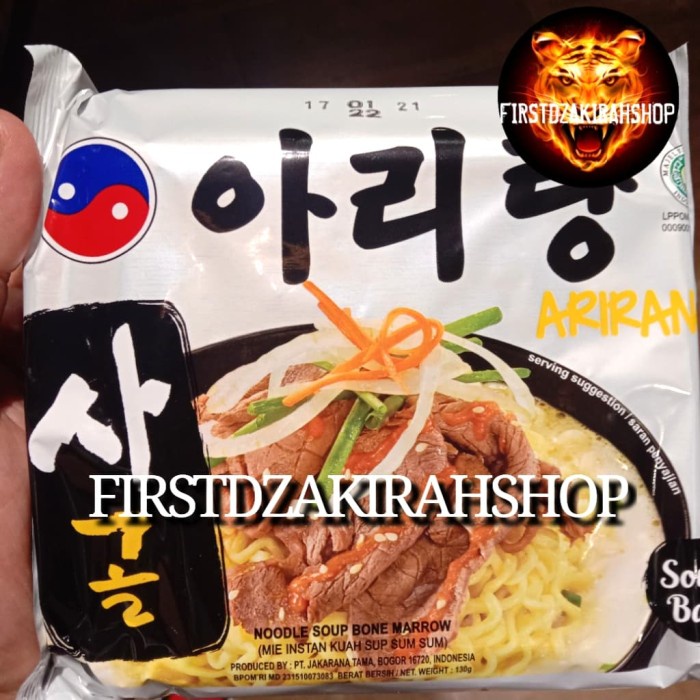 17 01 21
22
FIRSTDZAKIRAHSHOP
아리랑
LPPOM
ARIRAN
사골
serving suggestion / saran penyajian
FIRSTDZAKIRAHSHOP
NOODLE SOUP BONE MARROW
(MIE INSTAN KUAH SUP SUM SUM)
PRODUCED BY : PT. JAKARANA TAMA, BOGOR 16720, INDONESIA
BPOM RI MD 231510073083 BERAT BERSIH / NET. WEIGHT : 130g